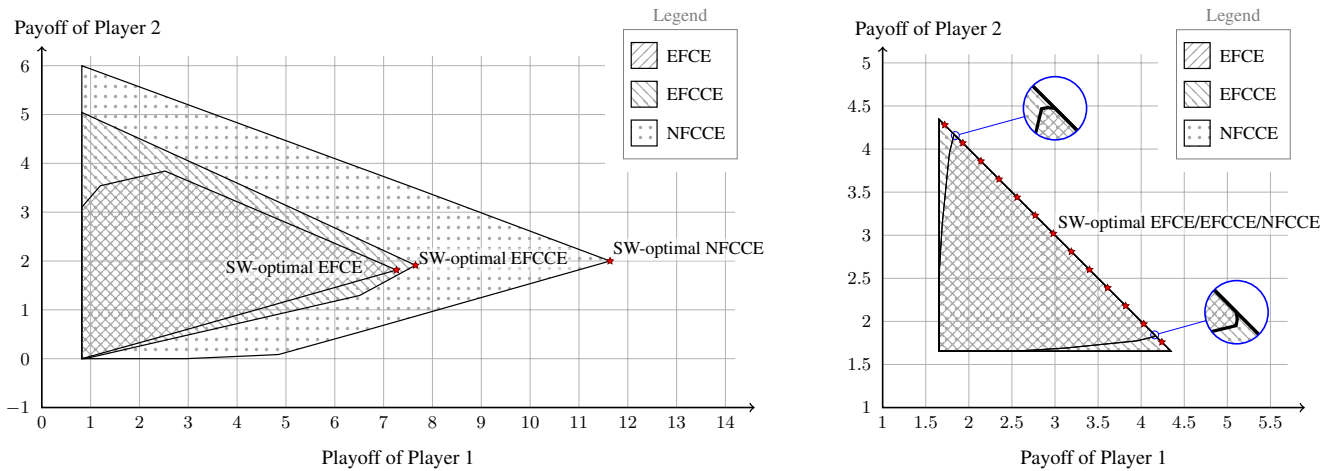 Payoff of Player 2
Legend
EFCE
EFCCE
NFCCE
6
5
4
3
2
1
0
−1
SW-optimal EFCE
SW-optimal EFCCE
SW-optimal NFCCE
0 1 2 3 4 5 6 7 8 9 10 11 12 13 14
Playoff of Player 1
Payoff of Player 2
Legend
EFCE
EFCCE
NFCCE
5
4.5
4
3.5
3
2.5
2
1.5
1
SW-optimal EFCE/EFCCE/NFCCE
1 1.5 2 2.5 3 3.5 4 4.5 5 5.5
Payoff of Player 1